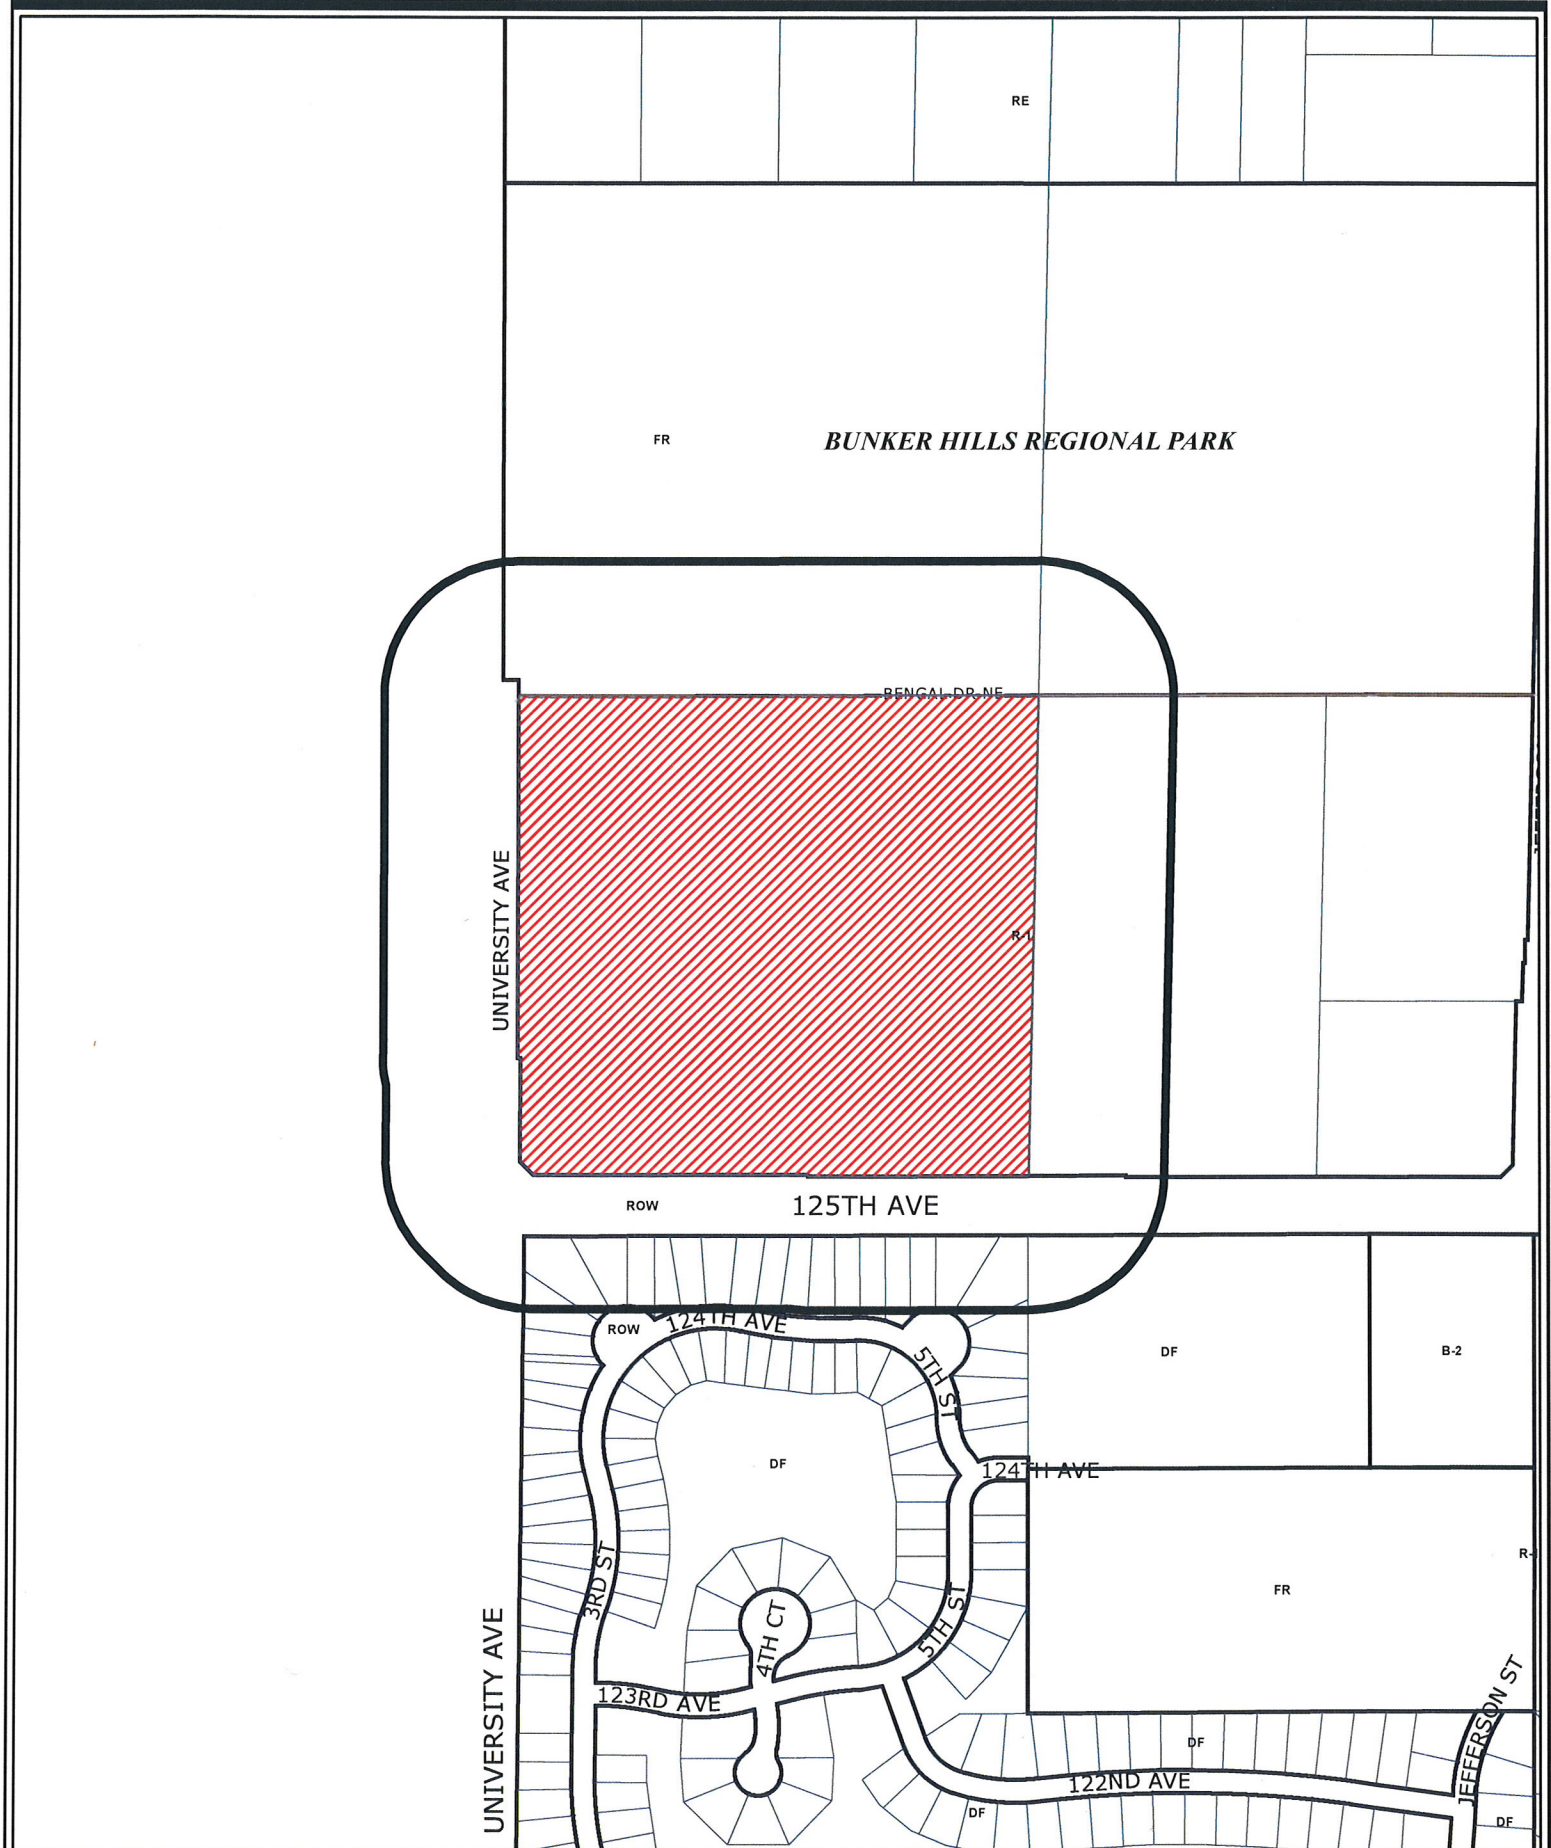 RE
FR
BUNKER HILLS REGIONAL PARK
BENGAL DR NE
UNIVERSITY AVE
R-1
ROW
125TH AVE
ROW
124TH AVE
5TH ST
DF
B-2
DF
124TH AVE
3RD ST
4TH CT
5TH ST
FR
UNIVERSITY AVE
123RD AVE
JEFFERSON ST
DF
122ND AVE
DF
DF